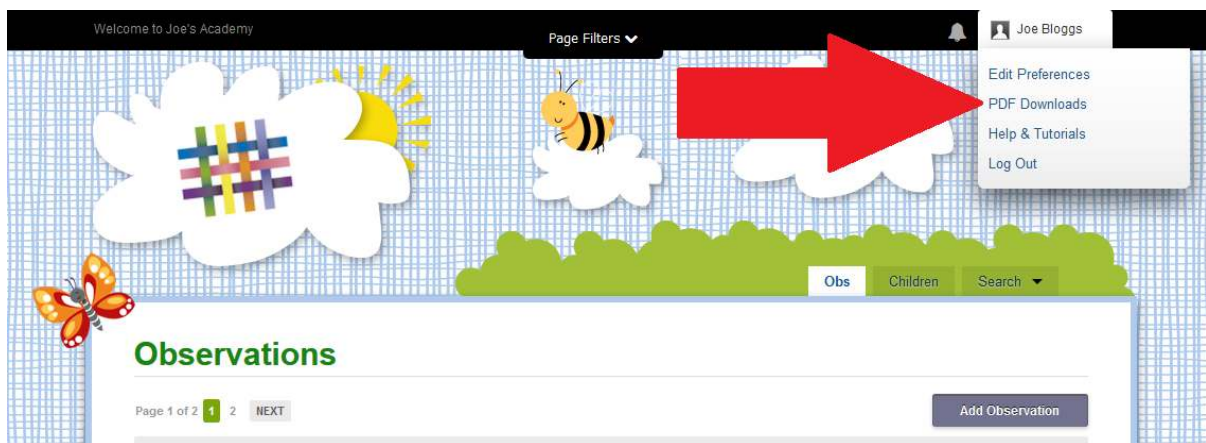 Welcome to Joe's Academy
Page Filters
Joe Bloggs
Edit Preferences
PDF Downloads
Help & Tutorials
Log Out
Obs Children Search
Observations
Page 1 of 2 1 2 NEXT
Add Observation